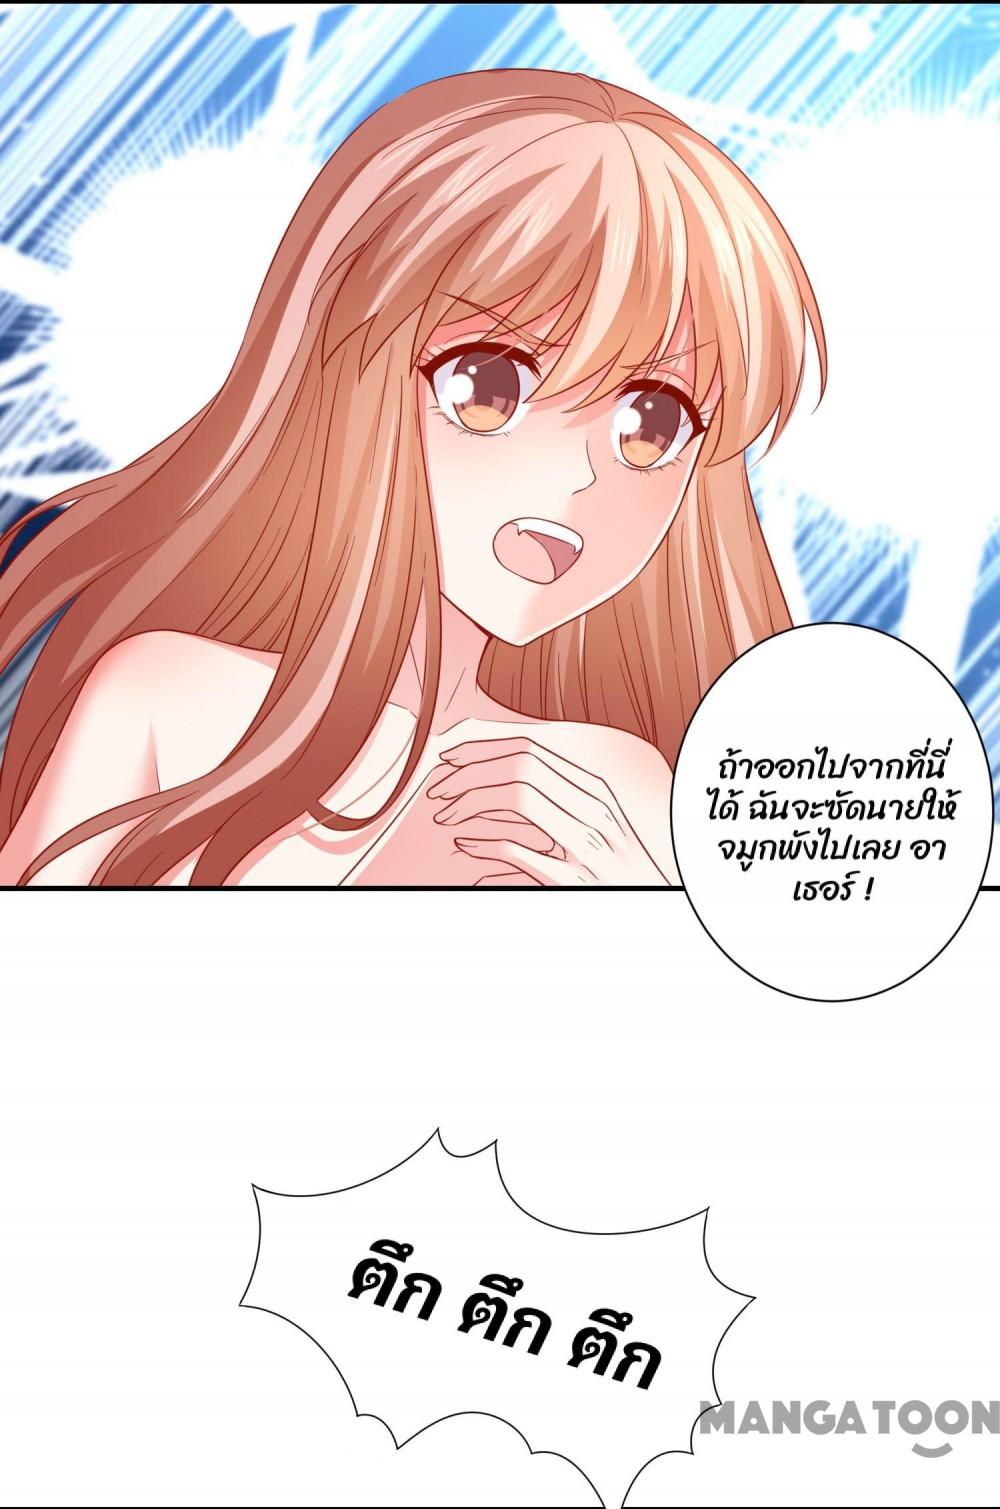 ถ้าออกไปจากที่นี่
ได้ ฉันจะซัดนายให้
จมูกพังไปเลย อา
เธอร์ !
ตึก ตึก ตึก
MANGATOON